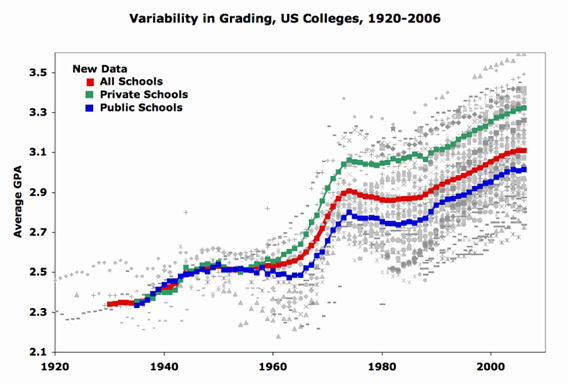 Variability in Grading, US Colleges, 1920-2006
3.5
3.3
3.1
2.9
2.7
2.5
2.3
2.1
Average GPA
New Data
All Schools
Private Schools
Public Schools
1920 1940 1960 1980 2000